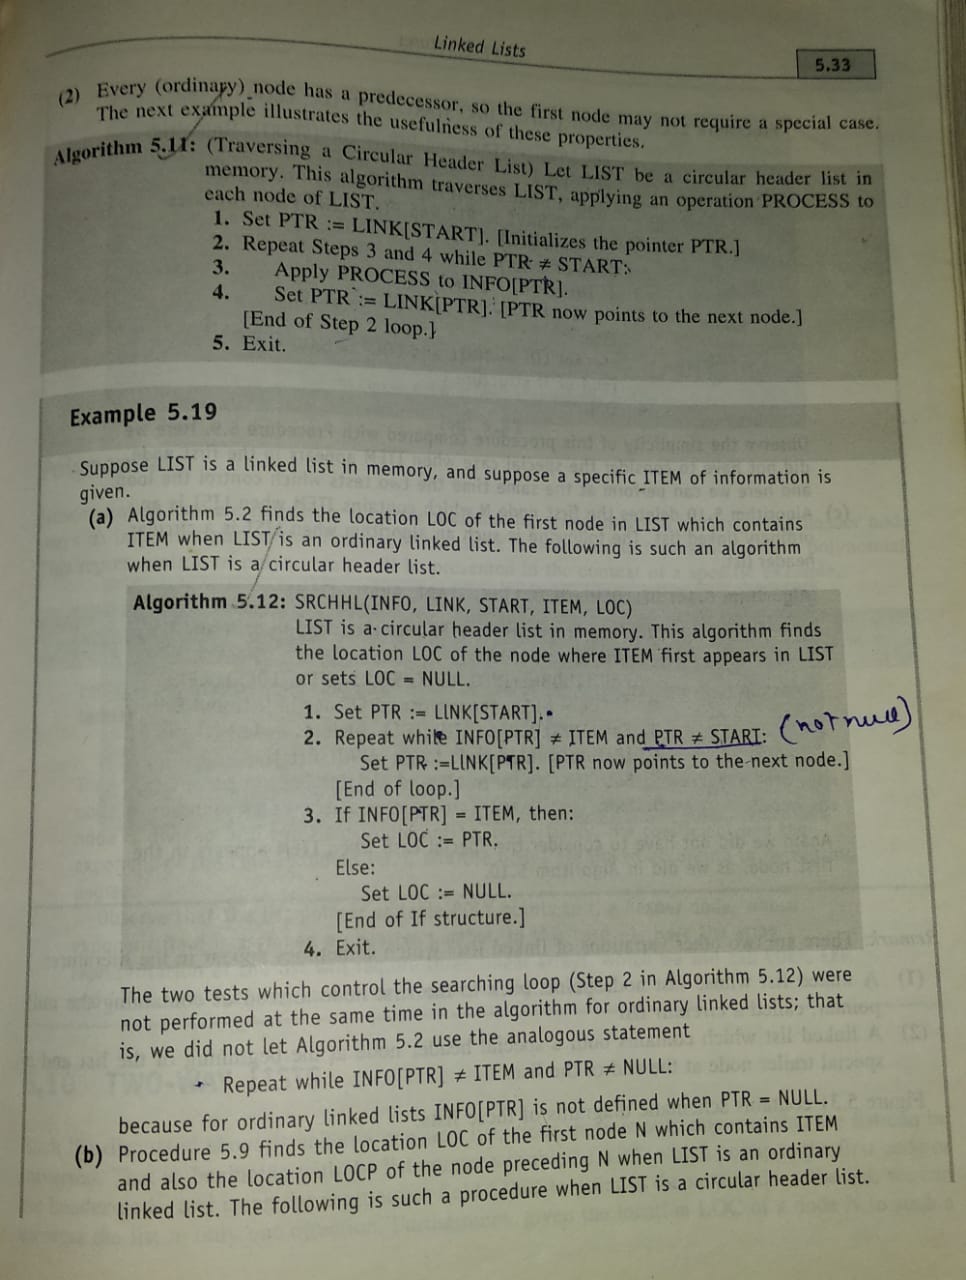 Linked Lists
5.33
(2) Every (ordinary) node has a predecessor, so the first node may not require a special case.
The next example illustrates the usefulness of these properties.
Algorithm 5.11: (Traversing a Circular Header List) Let LIST be a circular header list in
memory. This algorithm traverses LIST, applying an operation PROCESS to
each node of LIST.
1. Set PTR := LINK[START]. [Initializes the pointer PTR.]
2. Repeat Steps 3 and 4 while PTR ≠ START:
3. Apply PROCESS to INFO[PTR].
4. Set PTR := LINK[PTR]. [PTR now points to the next node.]
[End of Step 2 loop.]
5. Exit.
Example 5.19
Suppose LIST is a linked list in memory, and suppose a specific ITEM of information is
given.
(a) Algorithm 5.2 finds the location LOC of the first node in LIST which contains
ITEM when LIST is an ordinary linked list. The following is such an algorithm
when LIST is a circular header list.
Algorithm 5.12: SRCHHL(INFO, LINK, START, ITEM, LOC)
LIST is a circular header list in memory. This algorithm finds
the location LOC of the node where ITEM first appears in LIST
or sets LOC = NULL.
1. Set PTR := LINK[START].
2. Repeat while INFO[PTR] ≠ ITEM and PTR ≠ START: (not null)
Set PTR :=LINK[PTR]. [PTR now points to the next node.]
[End of loop.]
3. If INFO[PTR] = ITEM, then:
Set LOC := PTR.
Else:
Set LOC := NULL.
[End of If structure.]
4. Exit.
The two tests which control the searching loop (Step 2 in Algorithm 5.12) were
not performed at the same time in the algorithm for ordinary linked lists; that
is, we did not let Algorithm 5.2 use the analogous statement
Repeat while INFO[PTR] ≠ ITEM and PTR ≠ NULL:
because for ordinary linked lists INFO[PTR] is not defined when PTR = NULL.
(b) Procedure 5.9 finds the location LOC of the first node N which contains ITEM
and also the location LOCP of the node preceding N when LIST is an ordinary
linked list. The following is such a procedure when LIST is a circular header list.